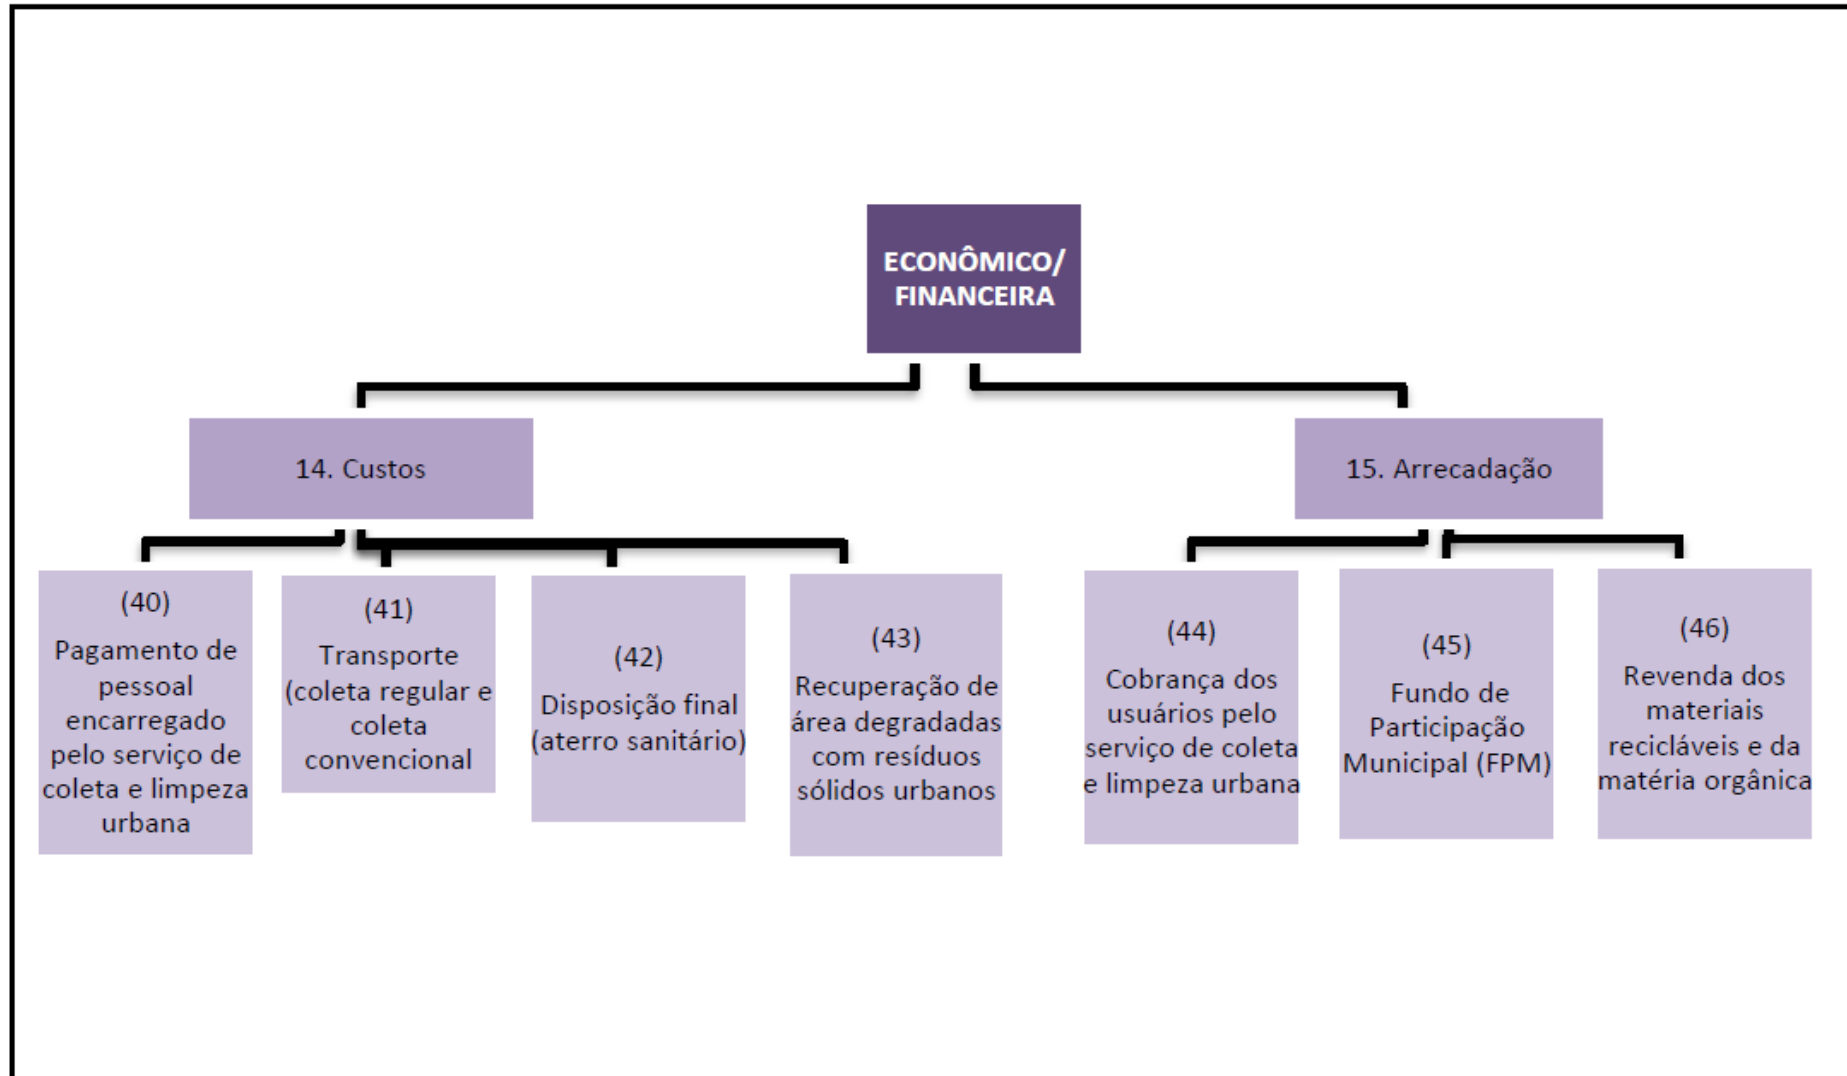 ECONÔMICO/
FINANCEIRA
14. Custos
15. Arrecadação
(40)
Pagamento de
pessoal
encarregado
pelo serviço de
coleta e limpeza
urbana
(41)
Transporte
(coleta regular e
coleta
convencional
(42)
Disposição final
(aterro sanitário)
(43)
Recuperação de
área degradadas
com resíduos
sólidos urbanos
(44)
Cobrança dos
usuários pelo
serviço de coleta
e limpeza urbana
(45)
Fundo de
Participação
Municipal (FPM)
(46)
Revenda dos
materiais
recicláveis e da
matéria orgânica